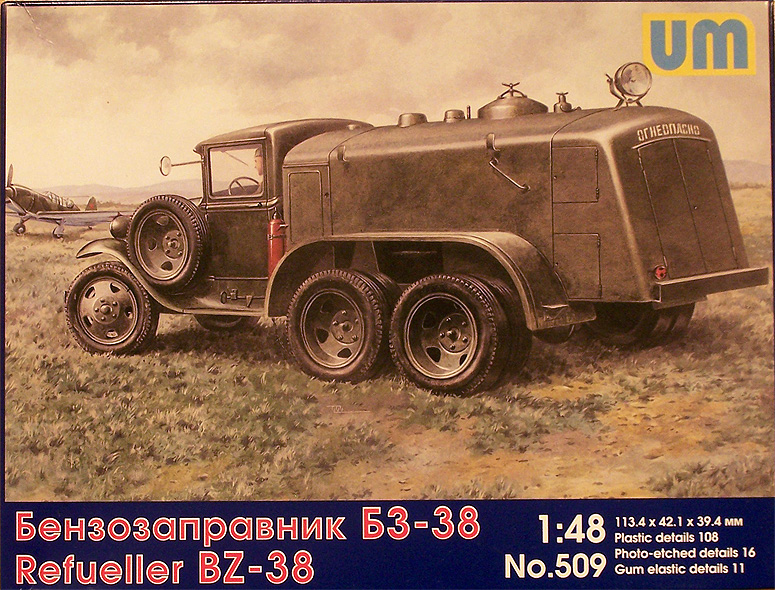 um
ОГНЕОПАСНО
Бензозаправник БЗ-38
Refueller BZ-38
1:48
No.509
113.4 x 42.1 x 39.4 мм
Plastic details 108
Photo-etched details 16
Gum elastic details 11